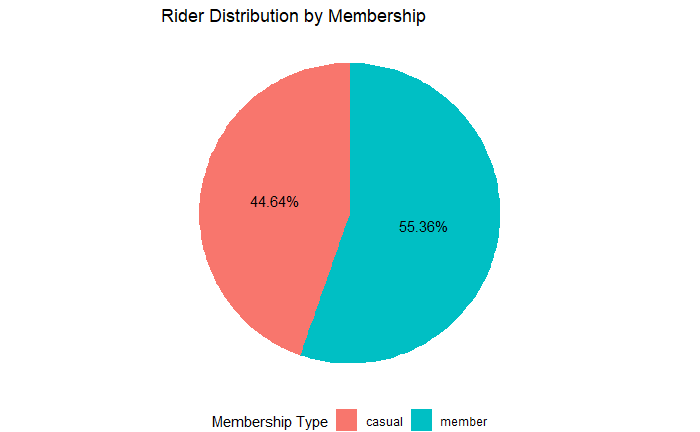 Rider Distribution by Membership
44.64%
55.36%
Membership Type casual member